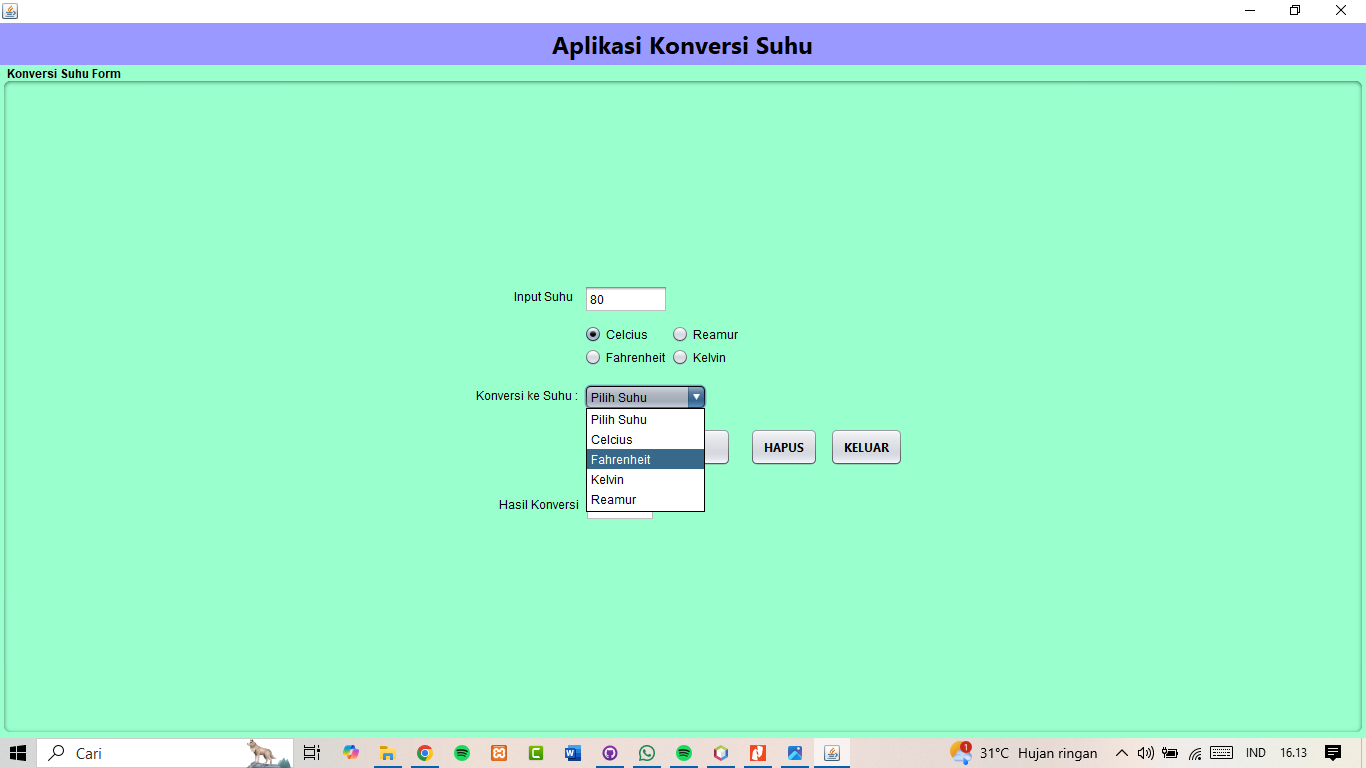 Aplikasi Konversi Suhu
Konversi Suhu Form
Input Suhu 80
Celcius Reamur
Fahrenheit Kelvin
Konversi ke Suhu : Pilih Suhu
Pilih Suhu
Celcius
Fahrenheit
Kelvin
Reamur
HAPUS KELUAR
Hasil Konversi
Cari 1 31°C Hujan ringan IND 16.13